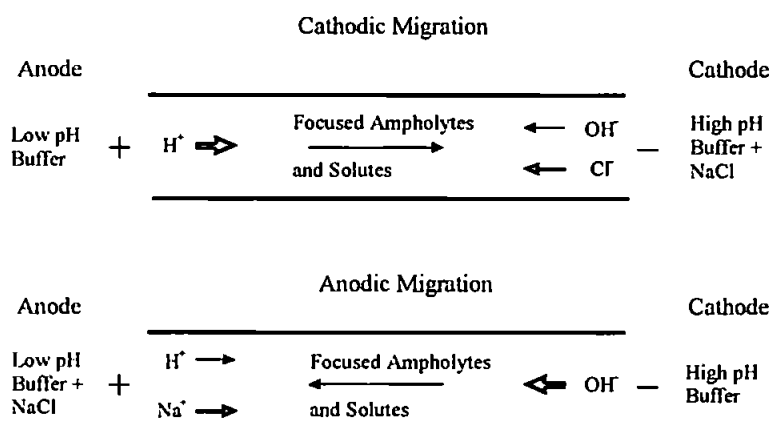 Cathodic Migration
Anode
Cathode
Low pH
Buffer
+
H⁺
Focused Ampholytes
and Solutes
OH⁻
Cl⁻
−
High pH
Buffer +
NaCl
Anodic Migration
Anode
Cathode
Low pH
Buffer +
NaCl
+
H⁺
Na⁺
Focused Ampholytes
and Solutes
OH⁻
−
High pH
Buffer